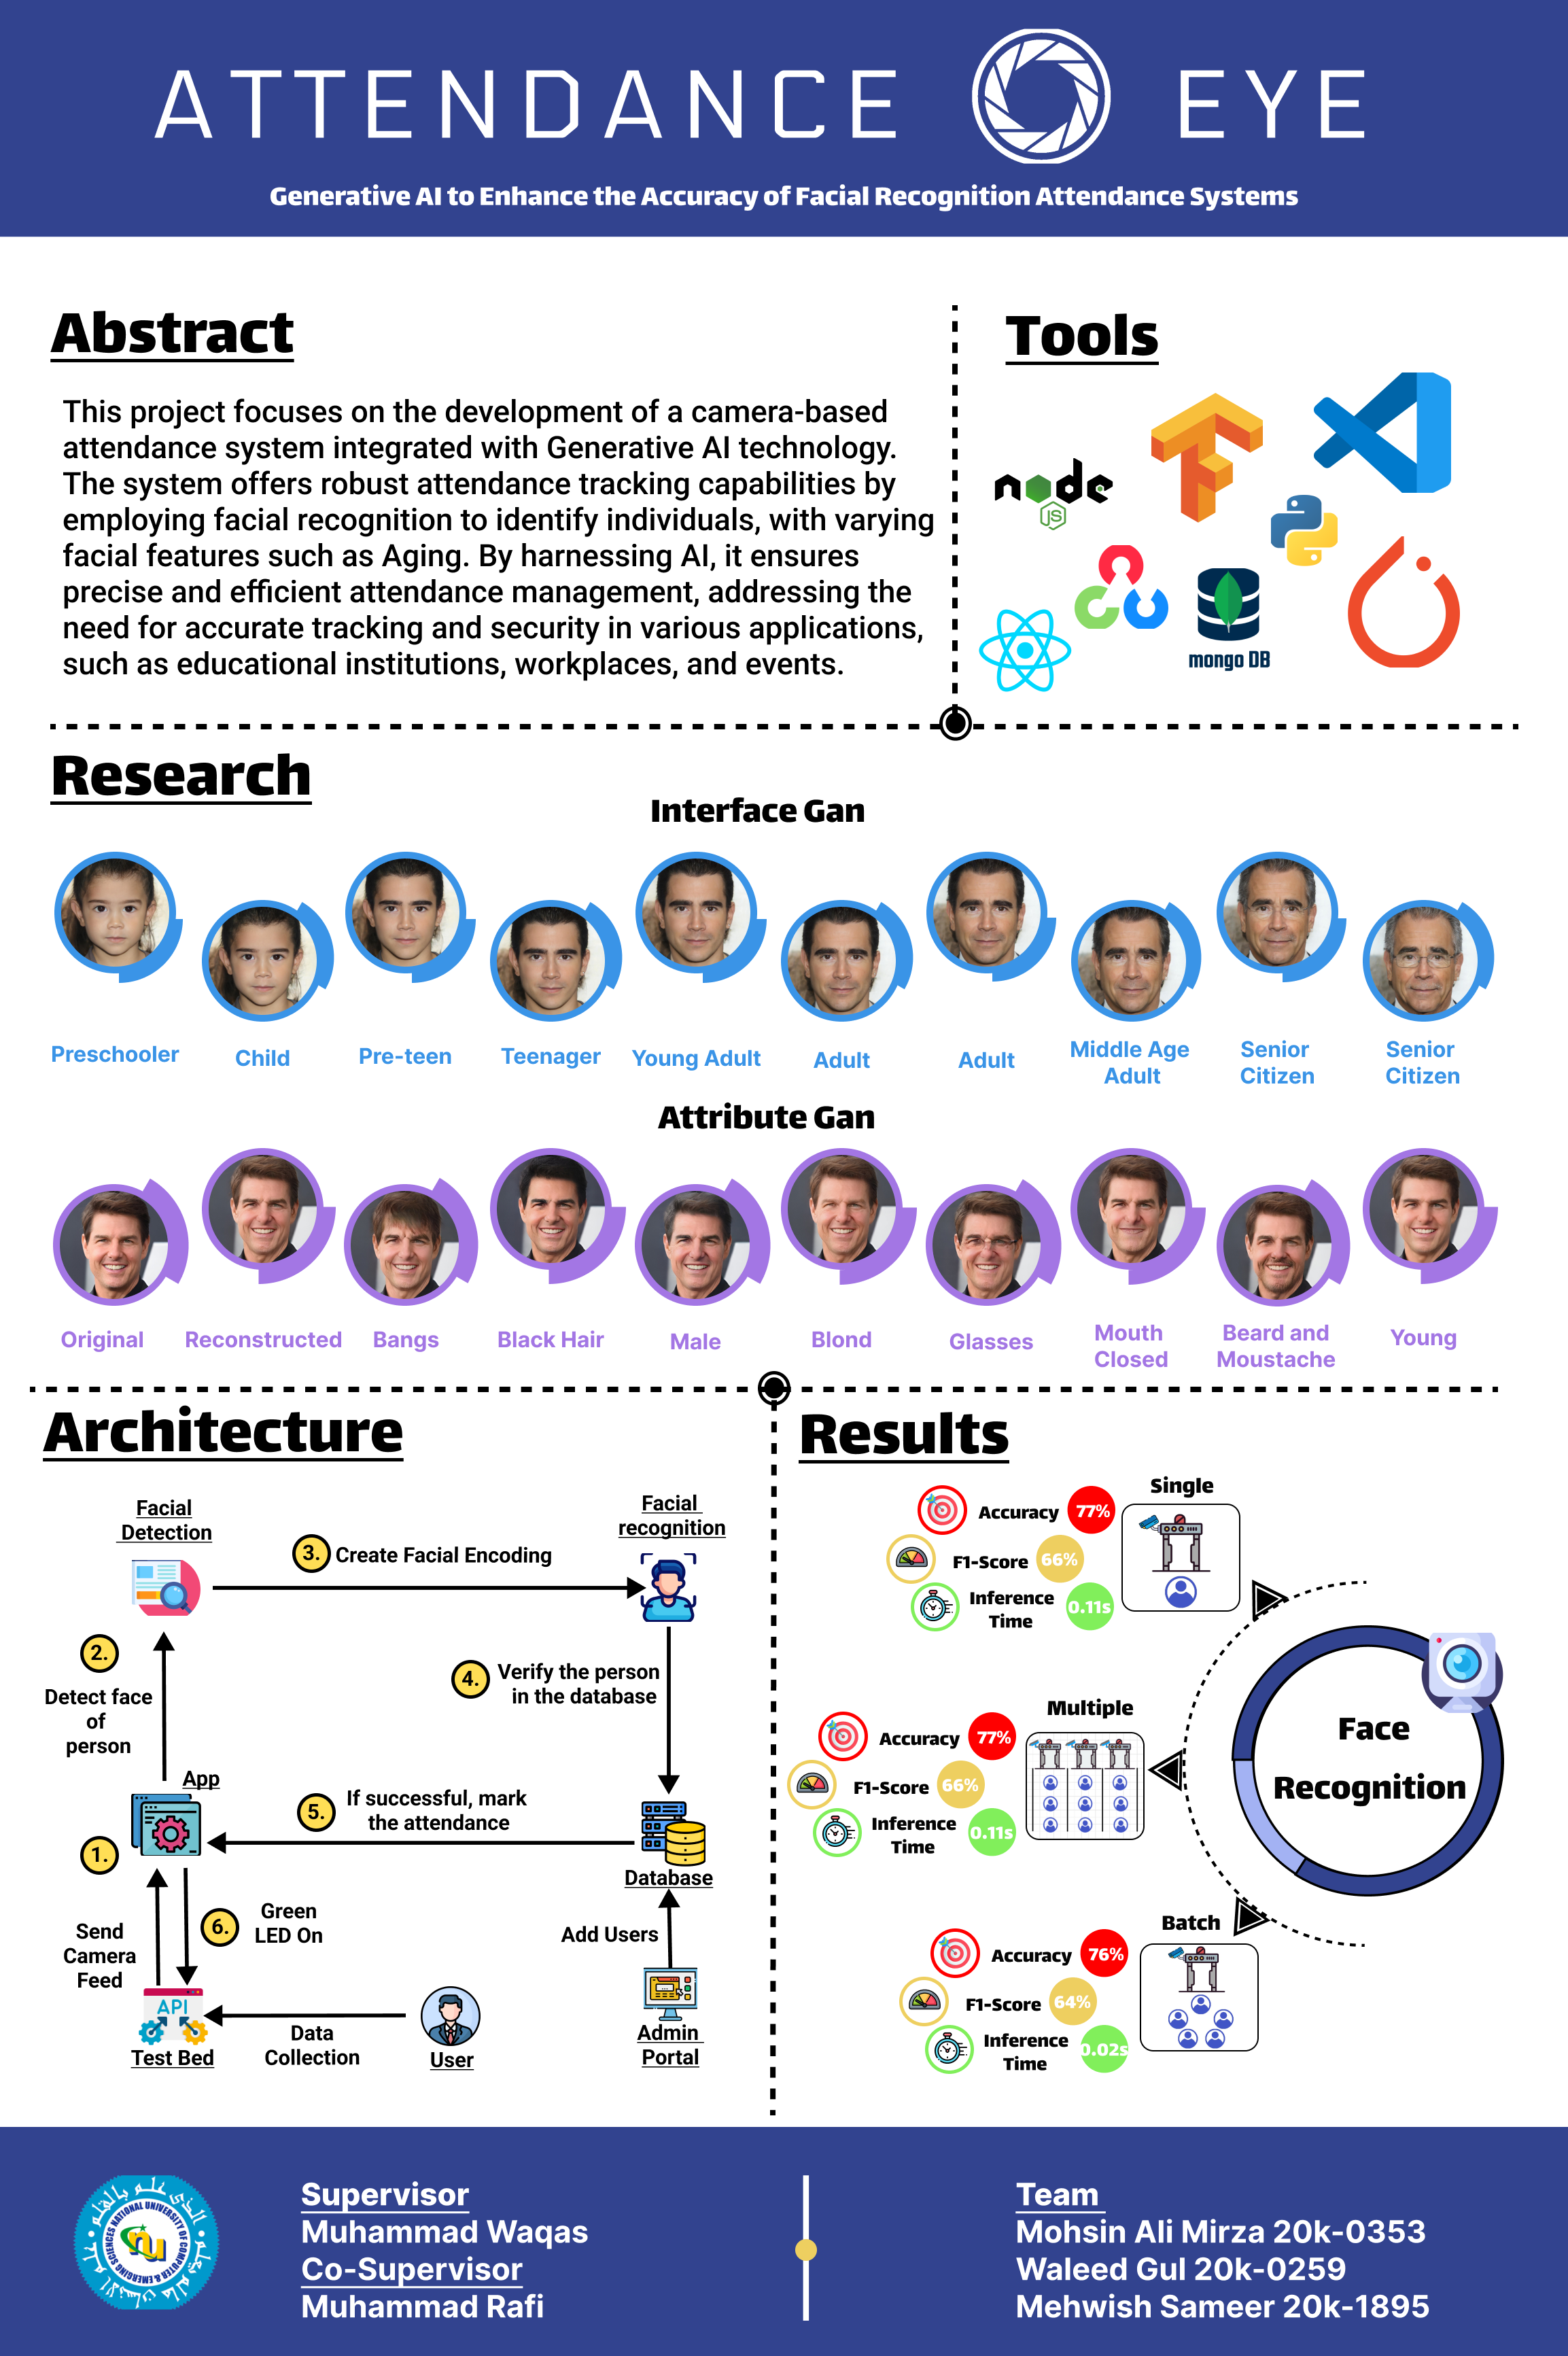 ATTENDANCE EYE
Generative AI to Enhance the Accuracy of Facial Recognition Attendance Systems
Abstract
This project focuses on the development of a camera-based
attendance system integrated with Generative AI technology.
The system offers robust attendance tracking capabilities by
employing facial recognition to identify individuals, with varying
facial features such as Aging. By harnessing AI, it ensures
precise and efficient attendance management, addressing the
need for accurate tracking and security in various applications,
such as educational institutions, workplaces, and events.
Tools
node
JS
mongo DB
Research
Interface Gan
Preschooler
Child
Pre-teen
Teenager
Young Adult
Adult
Adult
Middle Age
Adult
Senior
Citizen
Senior
Citizen
Attribute Gan
Original
Reconstructed
Bangs
Black Hair
Male
Blond
Glasses
Mouth
Closed
Beard and
Moustache
Young
Architecture
Facial
Detection
3. Create Facial Encoding
Facial
recognition
2.
Detect face
of
person
4. Verify the person
in the database
App
5. If successful, mark
the attendance
1.
Database
Send
Camera
Feed
6. Green
LED On
Add Users
API
Test Bed
Data
Collection
User
Admin
Portal
Results
Single
Accuracy 77%
F1-Score 66%
Inference
Time 0.11s
Multiple
Accuracy 77%
F1-Score 66%
Inference
Time 0.11s
Batch
Accuracy 76%
F1-Score 64%
Inference
Time 0.02s
Face
Recognition
NATIONAL UNIVERSITY OF COMPUTER & EMERGING SCIENCES
nu
Supervisor
Muhammad Waqas
Co-Supervisor
Muhammad Rafi
Team
Mohsin Ali Mirza 20k-0353
Waleed Gul 20k-0259
Mehwish Sameer 20k-1895